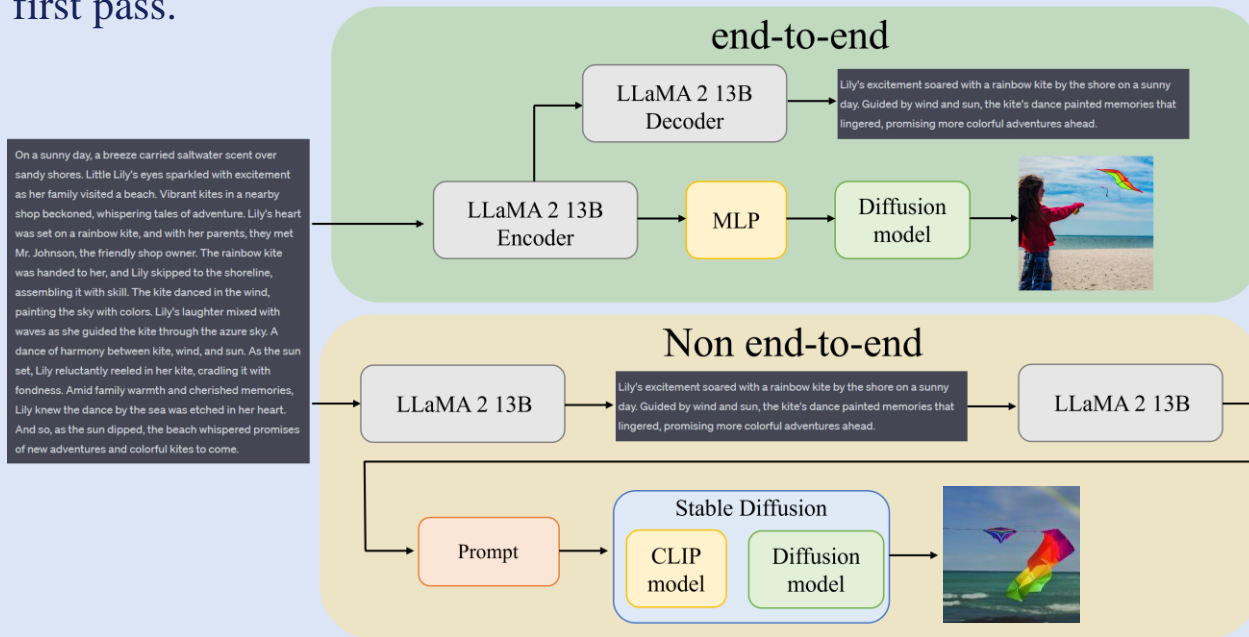 first pass.
end-to-end
LLaMA 2 13B
Decoder
Lily's excitement soared with a rainbow kite by the shore on a sunny
day. Guided by wind and sun, the kite's dance painted memories that
lingered, promising more colorful adventures ahead.
On a sunny day, a breeze carried saltwater scent over
sandy shores. Little Lily's eyes sparkled with excitement
as her family visited a beach. Vibrant kites in a nearby
shop beckoned, whispering tales of adventure. Lily's heart
was set on a rainbow kite, and with her parents, they met
Mr. Johnson, the friendly shop owner. The rainbow kite
was handed to her, and Lily skipped to the shoreline,
assembling it with skill. The kite danced in the wind,
painting the sky with colors. Lily's laughter mixed with
waves as she guided the kite through the azure sky. A
dance of harmony between kite, wind, and sun. As the sun
set, Lily reluctantly reeled in her kite, cradling it with
fondness. Amid family warmth and cherished memories,
Lily knew the dance by the sea was etched in her heart.
And so, as the sun dipped, the beach whispered promises
of new adventures and colorful kites to come.
LLaMA 2 13B
Encoder
MLP
Diffusion
model
Non end-to-end
LLaMA 2 13B
Lily's excitement soared with a rainbow kite by the shore on a sunny
day. Guided by wind and sun, the kite's dance painted memories that
lingered, promising more colorful adventures ahead.
LLaMA 2 13B
Prompt
Stable Diffusion
CLIP
model
Diffusion
model